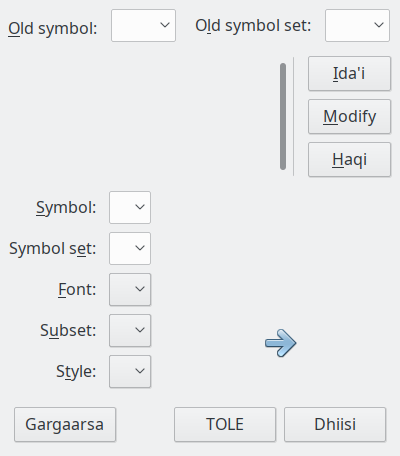 Old symbol: Old symbol set:
Ida'i
Modify
Haqi
Symbol:
Symbol set:
Font:
Subset:
Style:
Gargaarsa TOLE Dhiisi